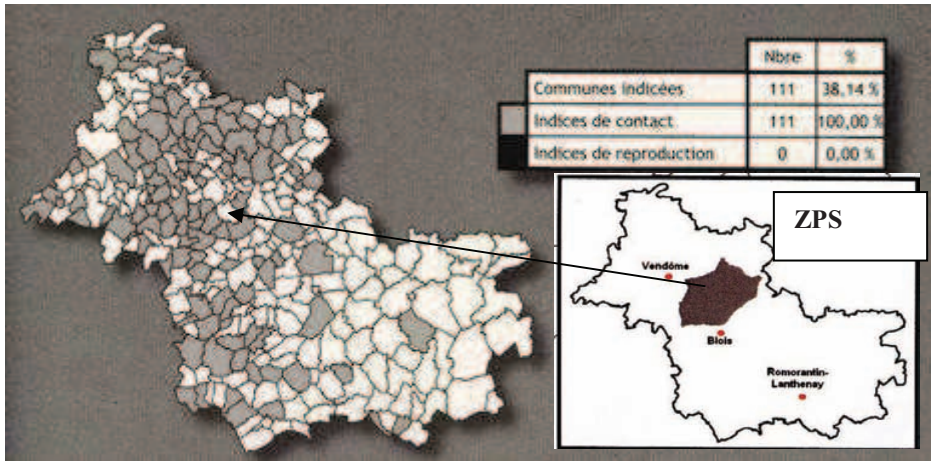 Nbre %
Communes indicées 111 38,14 %
Indices de contact 111 100,00 %
Indices de reproduction 0 0,00 %
ZPS
Vendôme
Blois
Romorantin-
Lanthenay